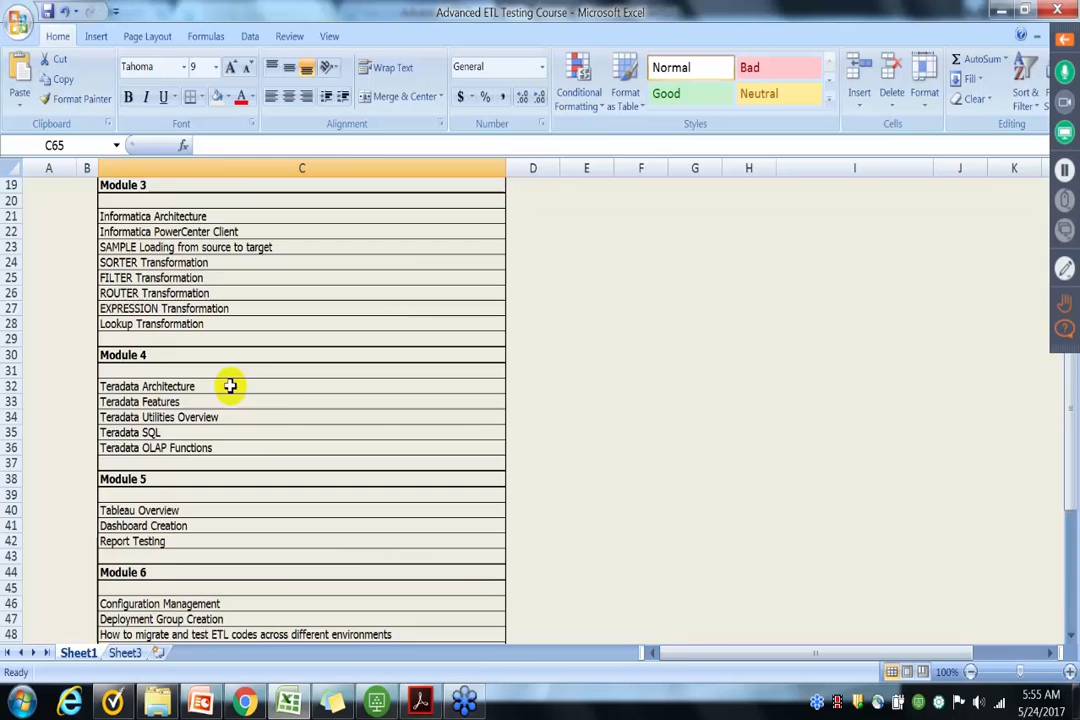 Advanced ETL Testing Course - Microsoft Excel
Home Insert Page Layout Formulas Data Review View
Paste
Cut
Copy
Format Painter
Clipboard
Tahoma 9
B I U A
Font
Wrap Text
Merge & Center
Alignment
General
$ % ,
Number
Conditional Formatting
Format as Table
Normal Bad
Good Neutral
Styles
Insert Delete Format
Cells
AutoSum
Fill
Clear
Sort & Filter
Editing
C65 fx
A B C D E F G H I J K
19 Module 3
20
21 Informatica Architecture
22 Informatica PowerCenter Client
23 SAMPLE Loading from source to target
24 SORTER Transformation
25 FILTER Transformation
26 ROUTER Transformation
27 EXPRESSION Transformation
28 Lookup Transformation
29
30 Module 4
31
32 Teradata Architecture
33 Teradata Features
34 Teradata Utilities Overview
35 Teradata SQL
36 Teradata OLAP Functions
37
38 Module 5
39
40 Tableau Overview
41 Dashboard Creation
42 Report Testing
43
44 Module 6
45
46 Configuration Management
47 Deployment Group Creation
48 How to migrate and test ETL codes across different environments
Sheet1 Sheet3
Ready 100%
5:55 AM
5/24/2017